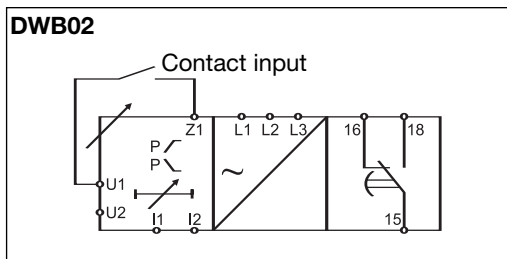 DWB02
Contact input
Z1 L1 L2 L3 16 18
P
P
~
U1
U2
I1 I2 15